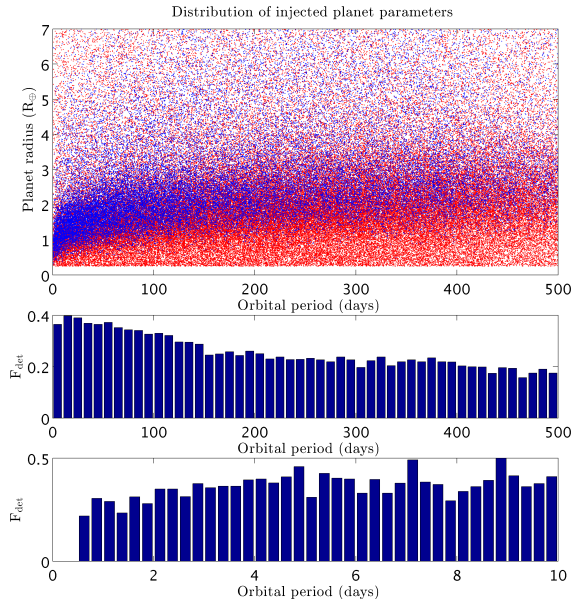 Distribution of injected planet parameters
Planet radius (R⊕)
7
6
5
4
3
2
1
0
0 100 200 300 400 500
Orbital period (days)
F_det
0.4
0.2
0
0 100 200 300 400 500
Orbital period (days)
F_det
0.5
0
0 2 4 6 8 10
Orbital period (days)